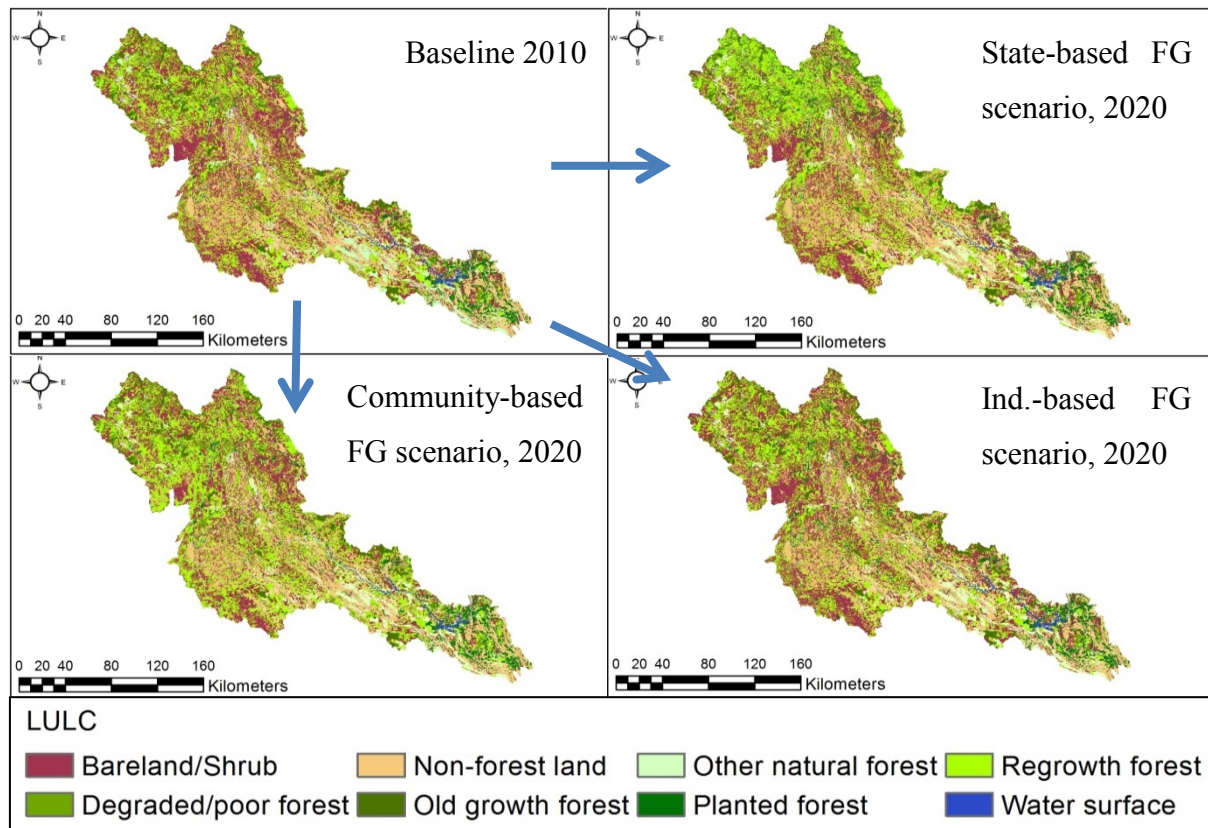 N
W E
S
Baseline 2010
0 20 40 80 120 160
Kilometers
N
W E
S
State-based FG
scenario, 2020
0 20 40 80 120 160
Kilometers
N
W E
S
Community-based
FG scenario, 2020
0 20 40 80 120 160
Kilometers
N
W
S
Ind.-based FG
scenario, 2020
0 20 40 80 120 160
Kilometers
LULC
Bareland/Shrub Non-forest land Other natural forest Regrowth forest
Degraded/poor forest Old growth forest Planted forest Water surface